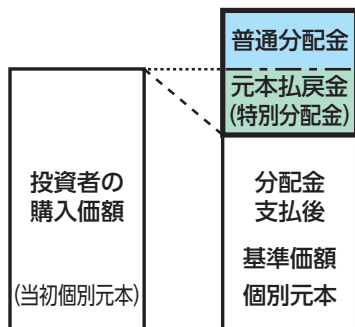 普通分配金
元本払戻金
(特別分配金)
投資者の
購入価額
(当初個別元本)
分配金
支払後
基準価額
個別元本